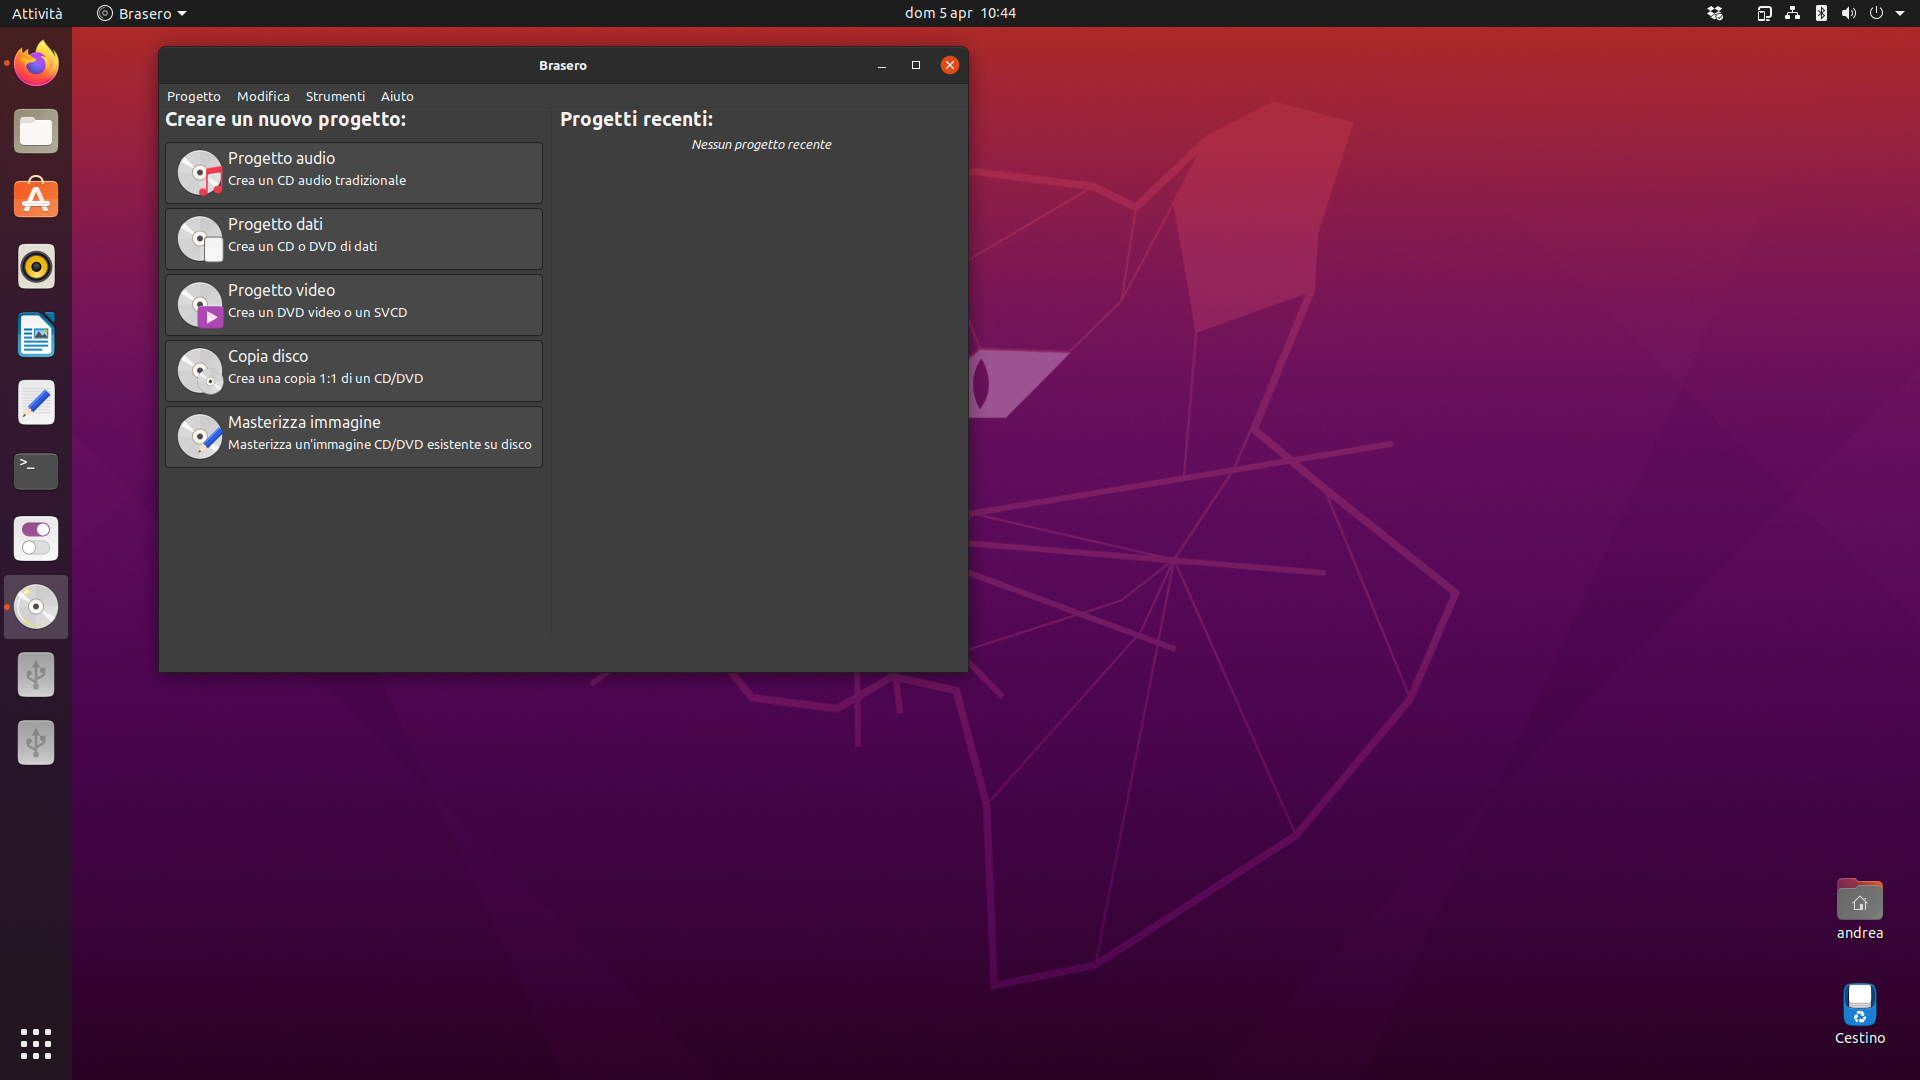 Attività
Brasero
dom 5 apr 10:44
Brasero
Progetto Modifica Strumenti Aiuto
Creare un nuovo progetto:
Progetto audio
Crea un CD audio tradizionale
Progetto dati
Crea un CD o DVD di dati
Progetto video
Crea un DVD video o un SVCD
Copia disco
Crea una copia 1:1 di un CD/DVD
Masterizza immagine
Masterizza un'immagine CD/DVD esistente su disco
Progetti recenti:
Nessun progetto recente
>_
andrea
Cestino